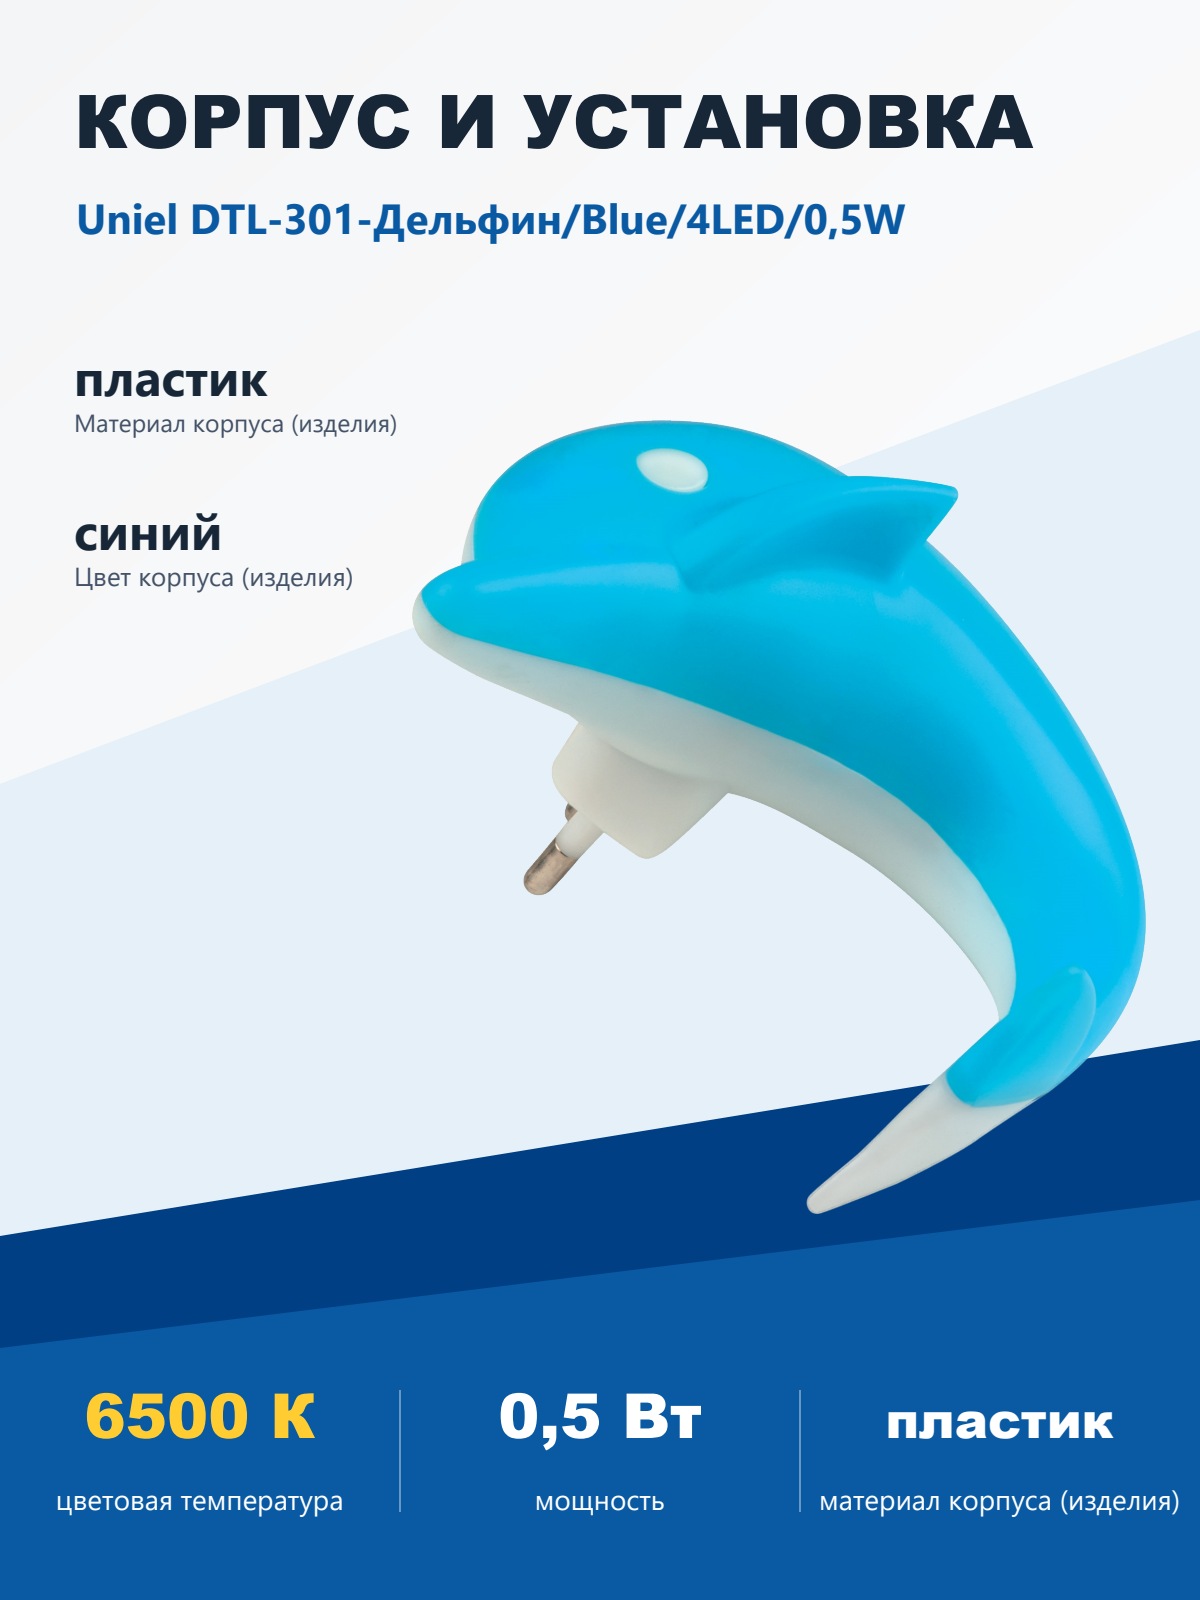 КОРПУС И УСТАНОВКА
Uniel DTL-301-Дельфин/Blue/4LED/0,5W
пластик
Материал корпуса (изделия)
синий
Цвет корпуса (изделия)
6500 К
цветовая температура
0,5 Вт
мощность
пластик
материал корпуса (изделия)